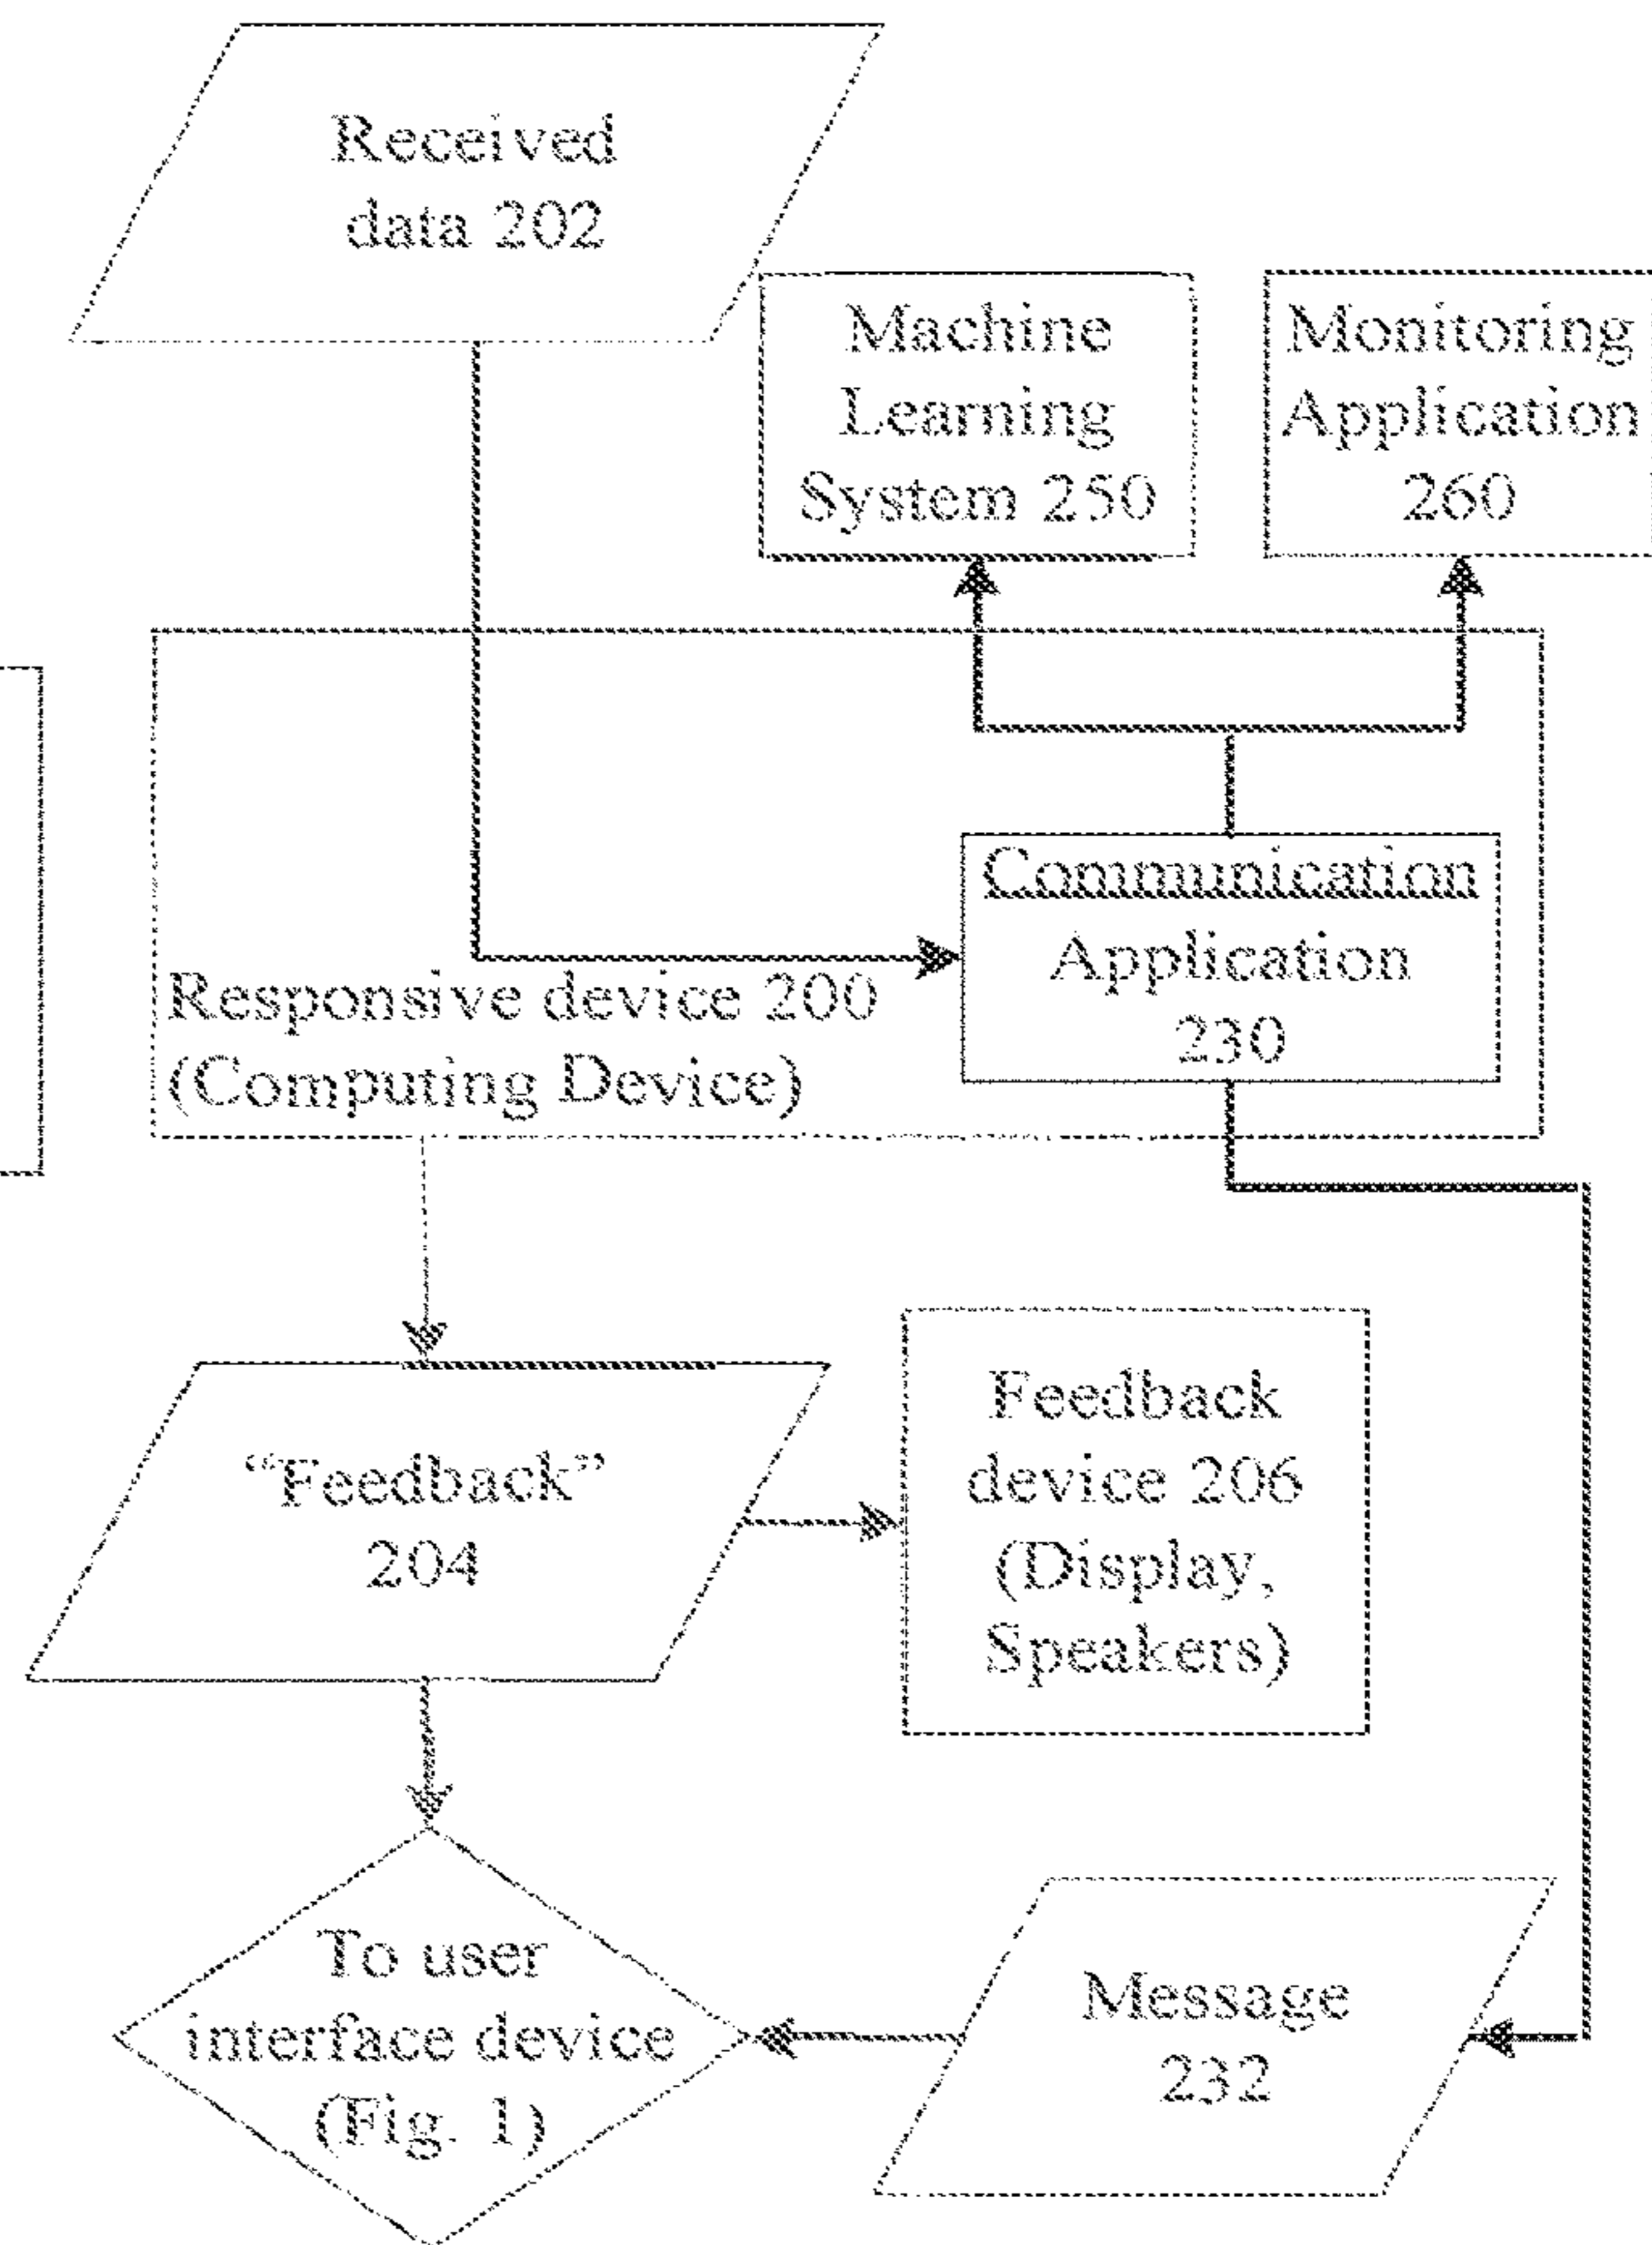 Received
data 202
Machine
Learning
System 250
Monitoring
Application
260
Communication
Application
230
Responsive device 200
(Computing Device)
“Feedback”
204
Feedback
device 206
(Display,
Speakers)
To user
interface device
(Fig. 1)
Message
232